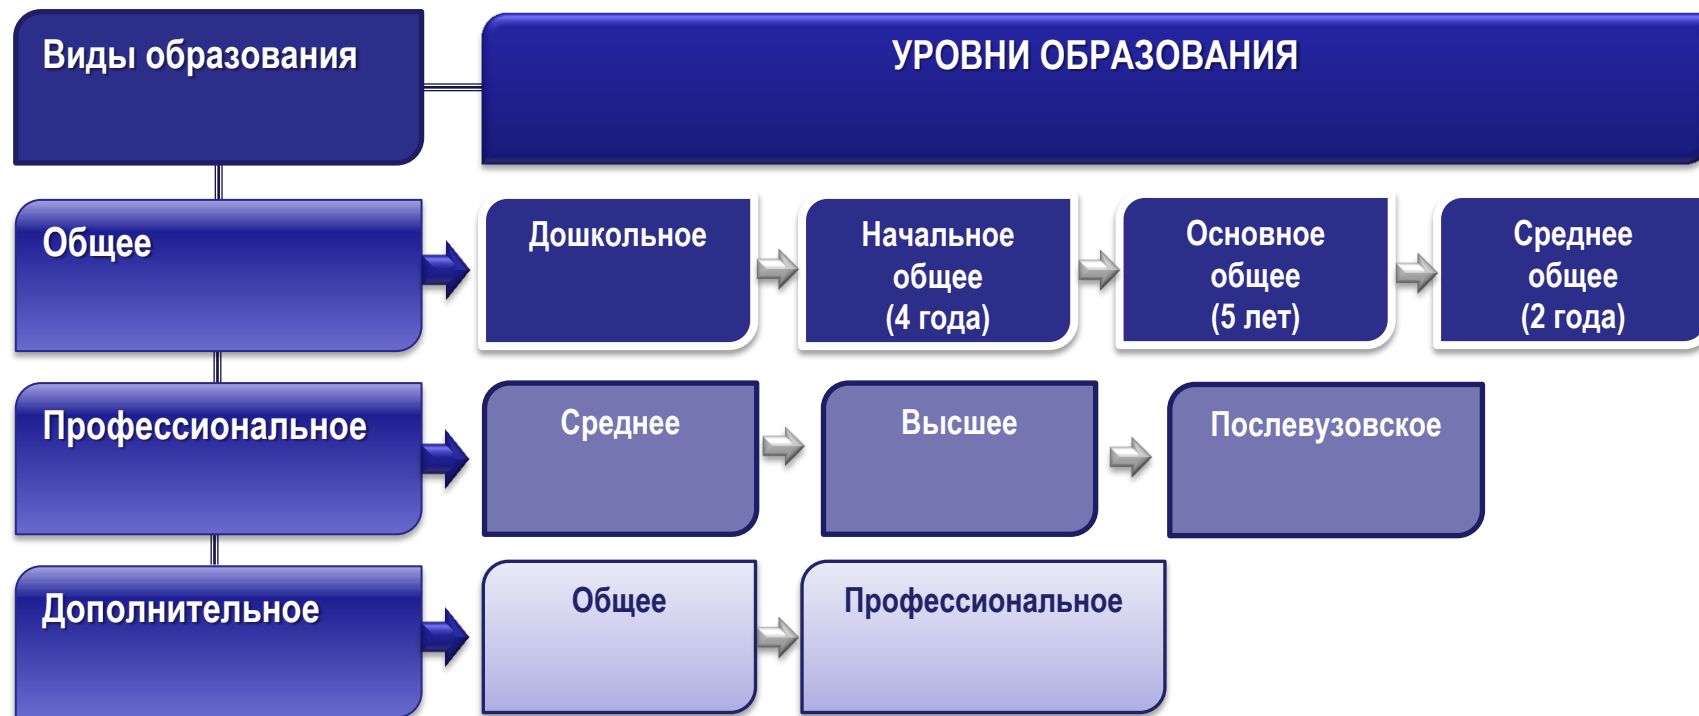 Виды образования
УРОВНИ ОБРАЗОВАНИЯ
Общее
Дошкольное
Начальное
общее
(4 года)
Основное
общее
(5 лет)
Среднее
общее
(2 года)
Профессиональное
Среднее
Высшее
Послевузовское
Дополнительное
Общее
Профессиональное